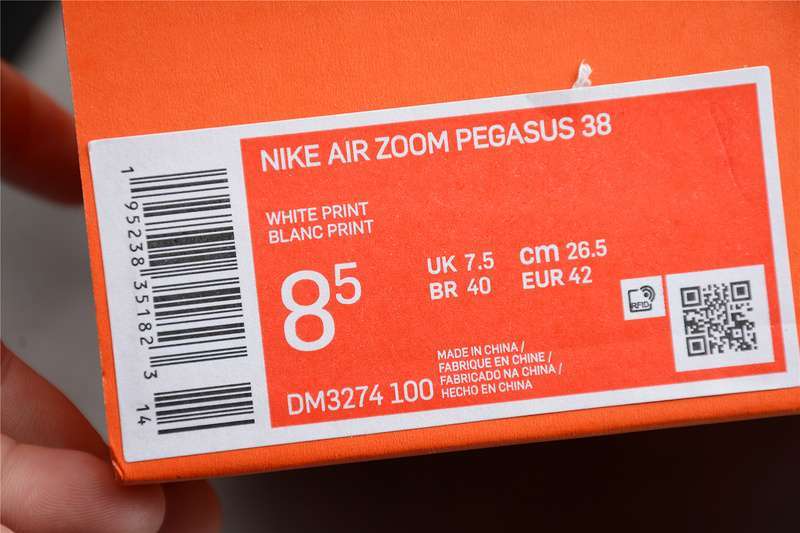 NIKE AIR ZOOM PEGASUS 38
WHITE PRINT
BLANC PRINT
8 5
UK 7.5 cm 26.5
BR 40 EUR 42
RFID
DM3274 100
MADE IN CHINA /
FABRIQUE EN CHINE /
FABRICADO NA CHINA /
HECHO EN CHINA
1 95238 35182 3 14